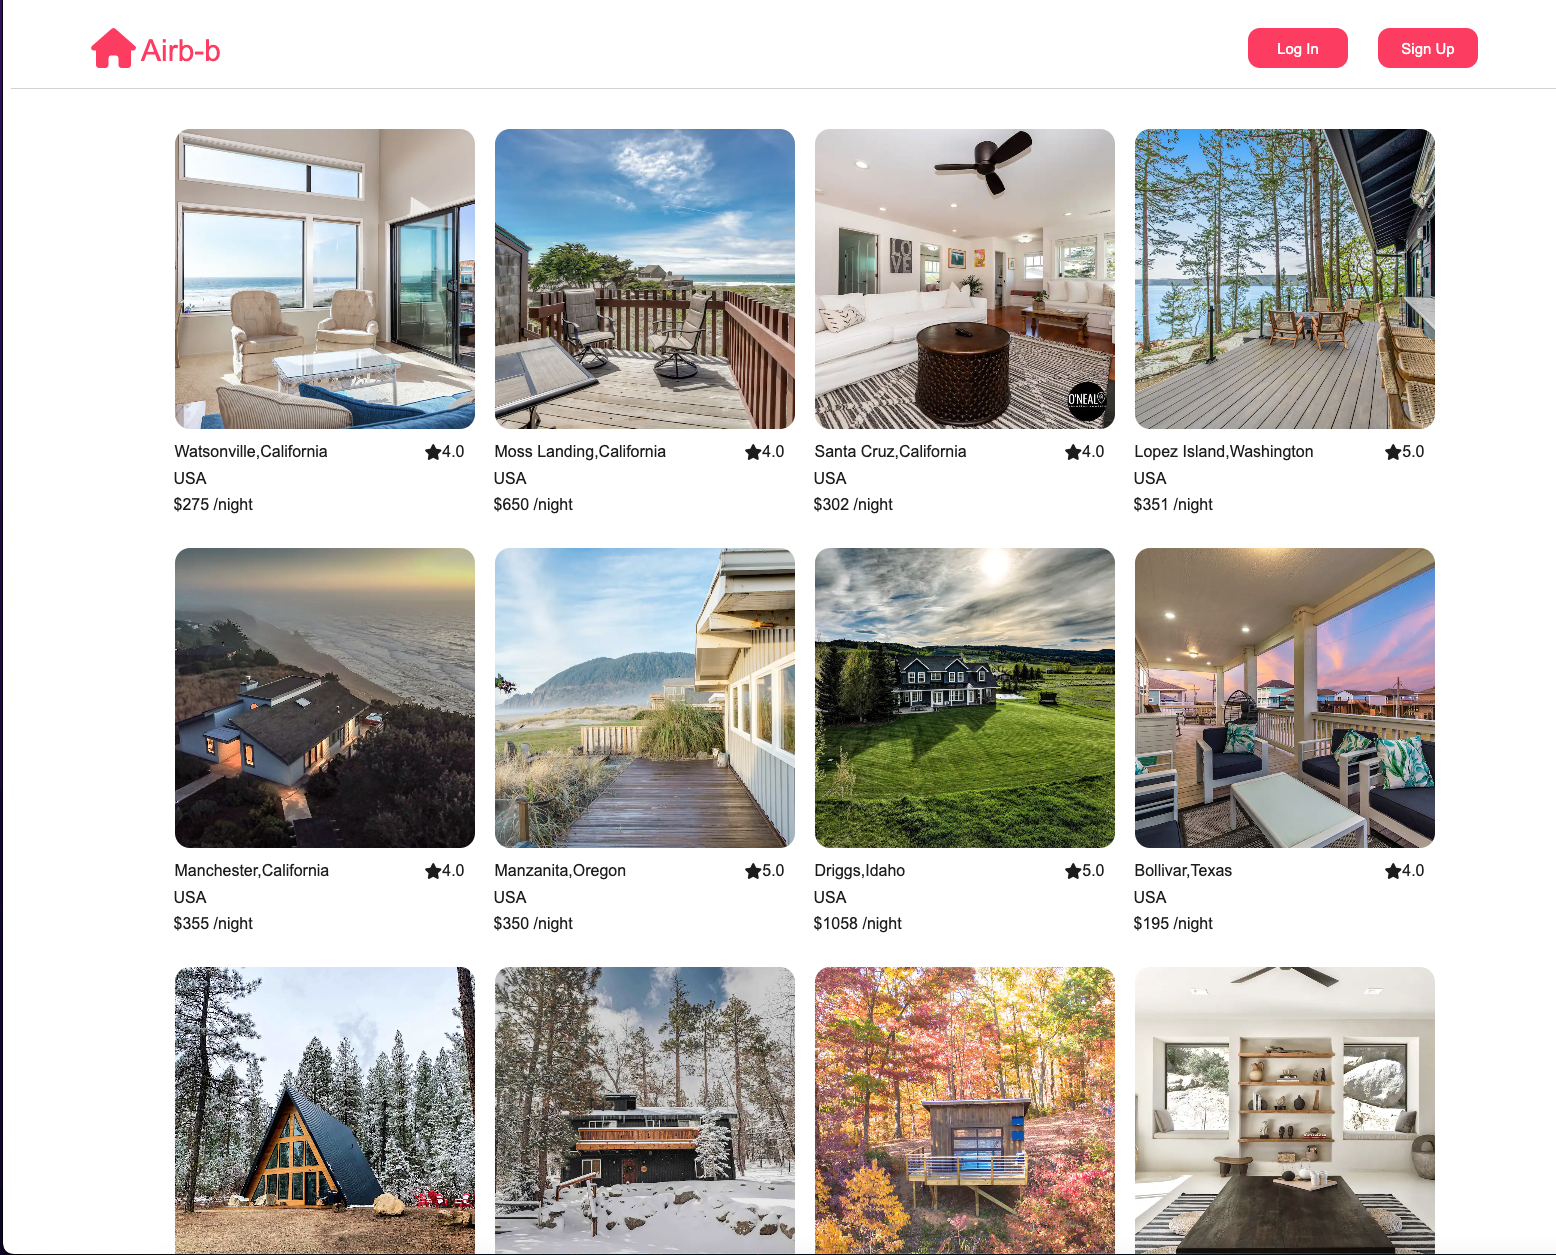 Airb-b
Log In
Sign Up
LOVE
O'NEAL
Watsonville,California
4.0
USA
$275 /night
Moss Landing,California
4.0
USA
$650 /night
Santa Cruz,California
4.0
USA
$302 /night
Lopez Island,Washington
5.0
USA
$351 /night
Manchester,California
4.0
USA
$355 /night
Manzanita,Oregon
5.0
USA
$350 /night
Driggs,Idaho
5.0
USA
$1058 /night
Bollivar,Texas
4.0
USA
$195 /night